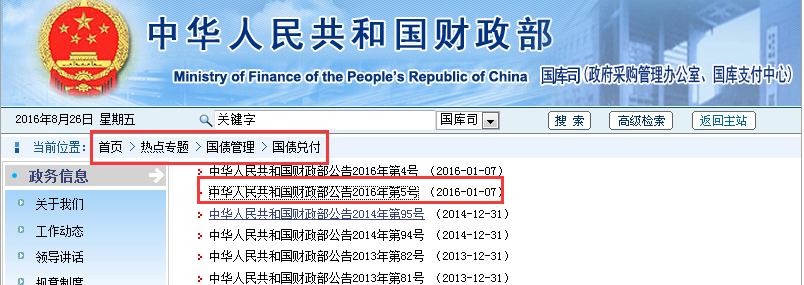 中华人民共和国财政部
Ministry of Finance of the People's Republic of China 国库司(政府采购管理办公室、国库支付中心)
2016年8月26日 星期五 关键字 国库司 搜 索 高级检索 返回主站
当前位置: 首页 > 热点专题 > 国债管理 > 国债兑付
政务信息
关于我们
工作动态
领导讲话
规章制度
中华人民共和国财政部公告2016年第4号 (2016-01-07)
中华人民共和国财政部公告2016年第5号 (2016-01-07)
中华人民共和国财政部公告2014年第95号 (2014-12-31)
中华人民共和国财政部公告2014年第94号 (2014-12-31)
中华人民共和国财政部公告2013年第82号 (2013-12-31)
中华人民共和国财政部公告2013年第81号 (2013-12-31)